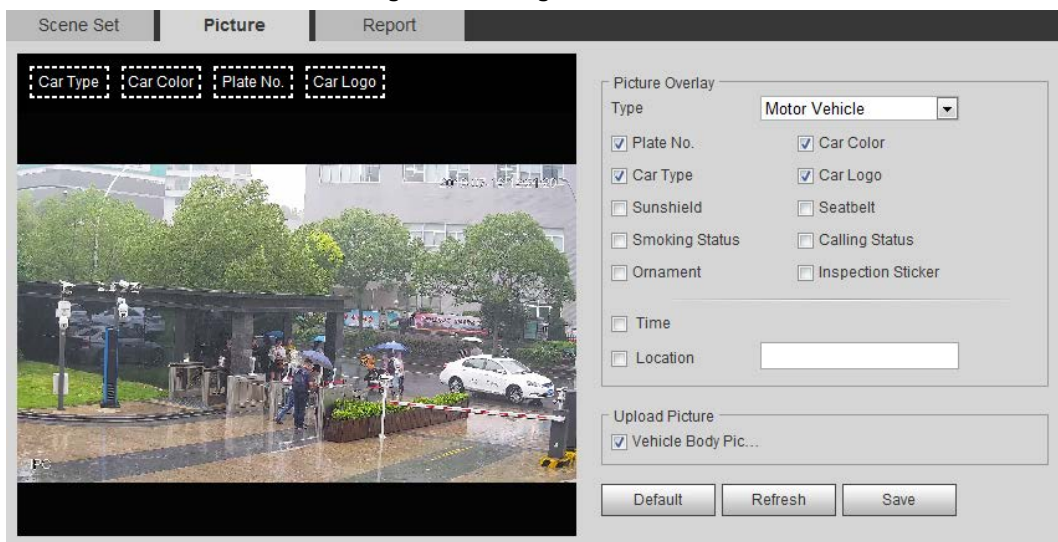 Scene Set Picture Report
Car Type Car Color Plate No. Car Logo
Picture Overlay
Type Motor Vehicle
Plate No. Car Color
Car Type Car Logo
Sunshield Seatbelt
Smoking Status Calling Status
Ornament Inspection Sticker
Time
Location
Upload Picture
Vehicle Body Pic...
Default Refresh Save
IPC